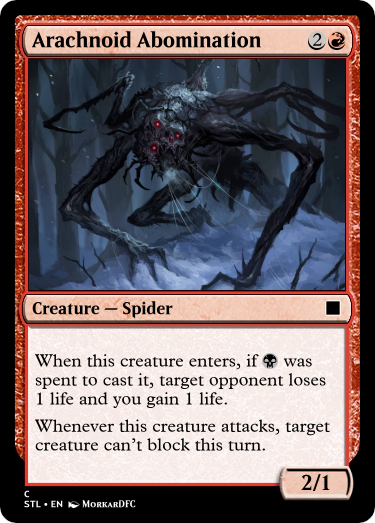 Arachnoid Abomination 2
Creature — Spider
When this creature enters, if was
spent to cast it, target opponent loses
1 life and you gain 1 life.
Whenever this creature attacks, target
creature can't block this turn.
2/1
C
STL • EN MorkarDFC